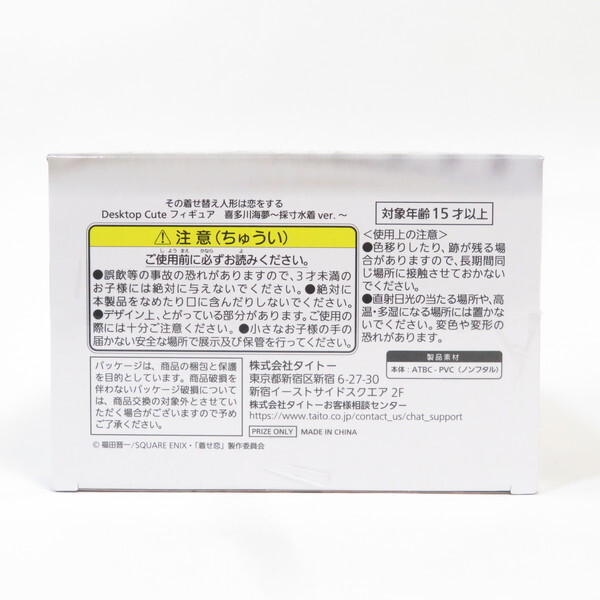 その着せ替え人形は恋をする
Desktop Cute フィギュア 喜多川海夢～採寸水着 ver. ～
⚠注意(ちゅうい)
ご使用前に必ずお読みください。
●誤飲等の事故の恐れがありますので、3才未満の
お子様には絶対に与えないでください。●絶対に
本製品をなめたり口に含んだりしないでください。
●デザイン上、とがっている部分があります。ご使用の
際には十分ご注意ください。●小さなお子様の手の
届かない安全な場所で展示及び保管を行ってください。
パッケージは、商品の梱包と保護
を目的としています。商品破損を
伴わないパッケージ破損について
は、商品交換の対象外とさせてい
ただく場合がございますので予め
ご了承ください。
株式会社タイトー
東京都新宿区新宿 6-27-30
新宿イーストサイドスクエア 2F
株式会社タイトーお客様相談センター
https://www.taito.co.jp/contact_us/chat_support
PRIZE ONLY MADE IN CHINA
© 福田晋一/SQUARE ENIX・「着せ恋」製作委員会
対象年齢15才以上
<使用上の注意>
●色移りしたり、跡が残る場
合がありますので、長期間同
じ場所に接触させておかない
でください。
●直射日光の当たる場所や、高
温・多湿になる場所には置かな
いでください。変色や変形の
恐れがあります。
製品素材
本体:ATBC-PVC(ノンフタル)